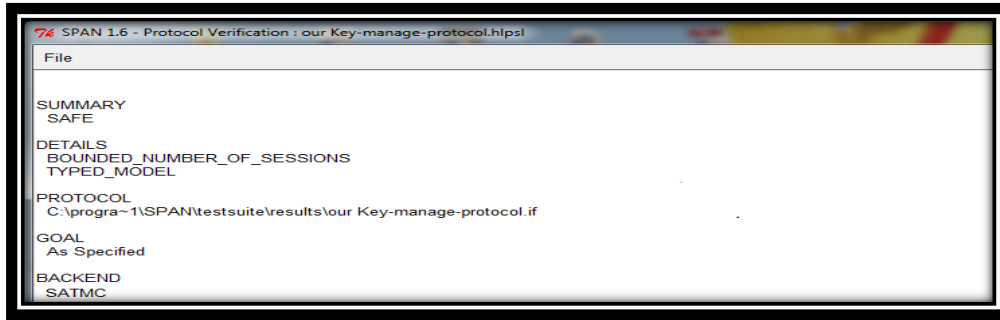 SPAN 1.6 - Protocol Verification : our Key-manage-protocol.hlpsl
File
SUMMARY
SAFE
DETAILS
BOUNDED_NUMBER_OF_SESSIONS
TYPED_MODEL
PROTOCOL
C:\progra~1\SPAN\testsuite\results\our Key-manage-protocol.if
GOAL
As Specified
BACKEND
SATMC